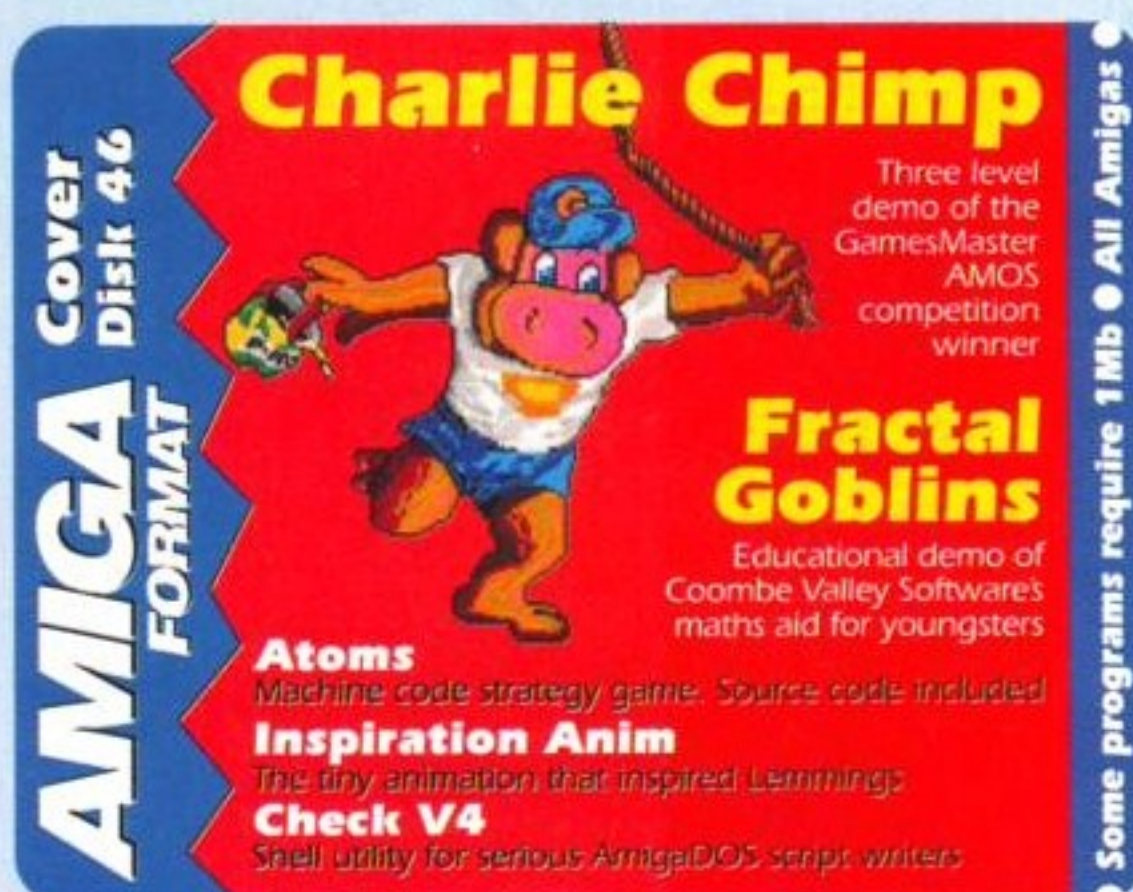 AMIGA
FORMAT
Cover
Disk 46
Charlie Chimp
Three level
demo of the
GamesMaster
AMOS
competition
winner
Fractal
Goblins
Educational demo of
Coombe Valley Software's
maths aid for youngsters
Atoms
Machine code strategy game. Source code included
Inspiration Anim
The tiny animation that inspired Lemmings
Check V4
Shell utility for serious AmigaDOS script writers
● Some programs require 1Mb ● All Amigas ●